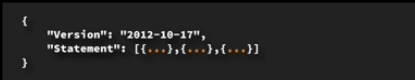 {
"Version": "2012-10-17",
"Statement": [{...},{...},{...}]
}